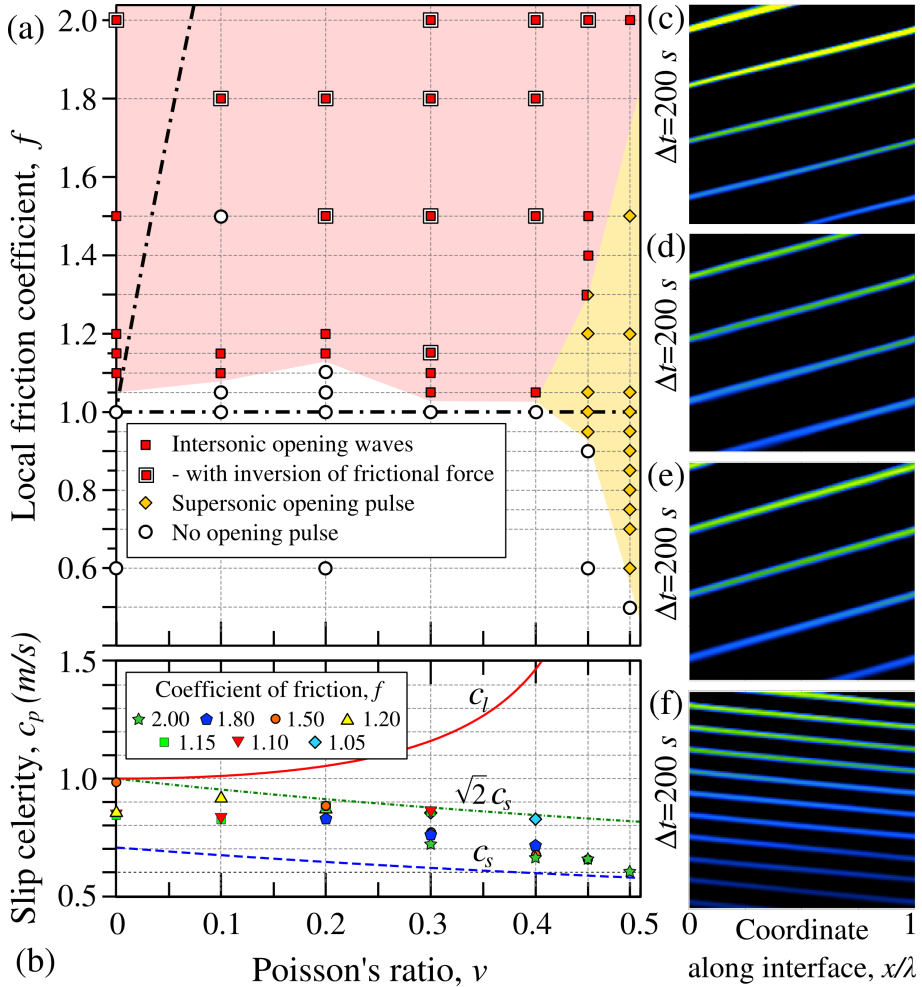 (a)
2.0
1.8
1.6
1.4
1.2
1.0
0.8
0.6
Local friction coefficient, f
Intersonic opening waves
- with inversion of frictional force
Supersonic opening pulse
No opening pulse
1.5
1.0
0.5
Slip celerity, c_p (m/s)
Coefficient of friction, f
2.00 1.80 1.50 1.20
1.15 1.10 1.05
c_l
√2 c_s
c_s
0 0.1 0.2 0.3 0.4 0.5
(b)
Poisson's ratio, ν
(c)
Δt=200 s
(d)
Δt=200 s
(e)
Δt=200 s
(f)
Δt=200 s
0 1
Coordinate
along interface, x/λ